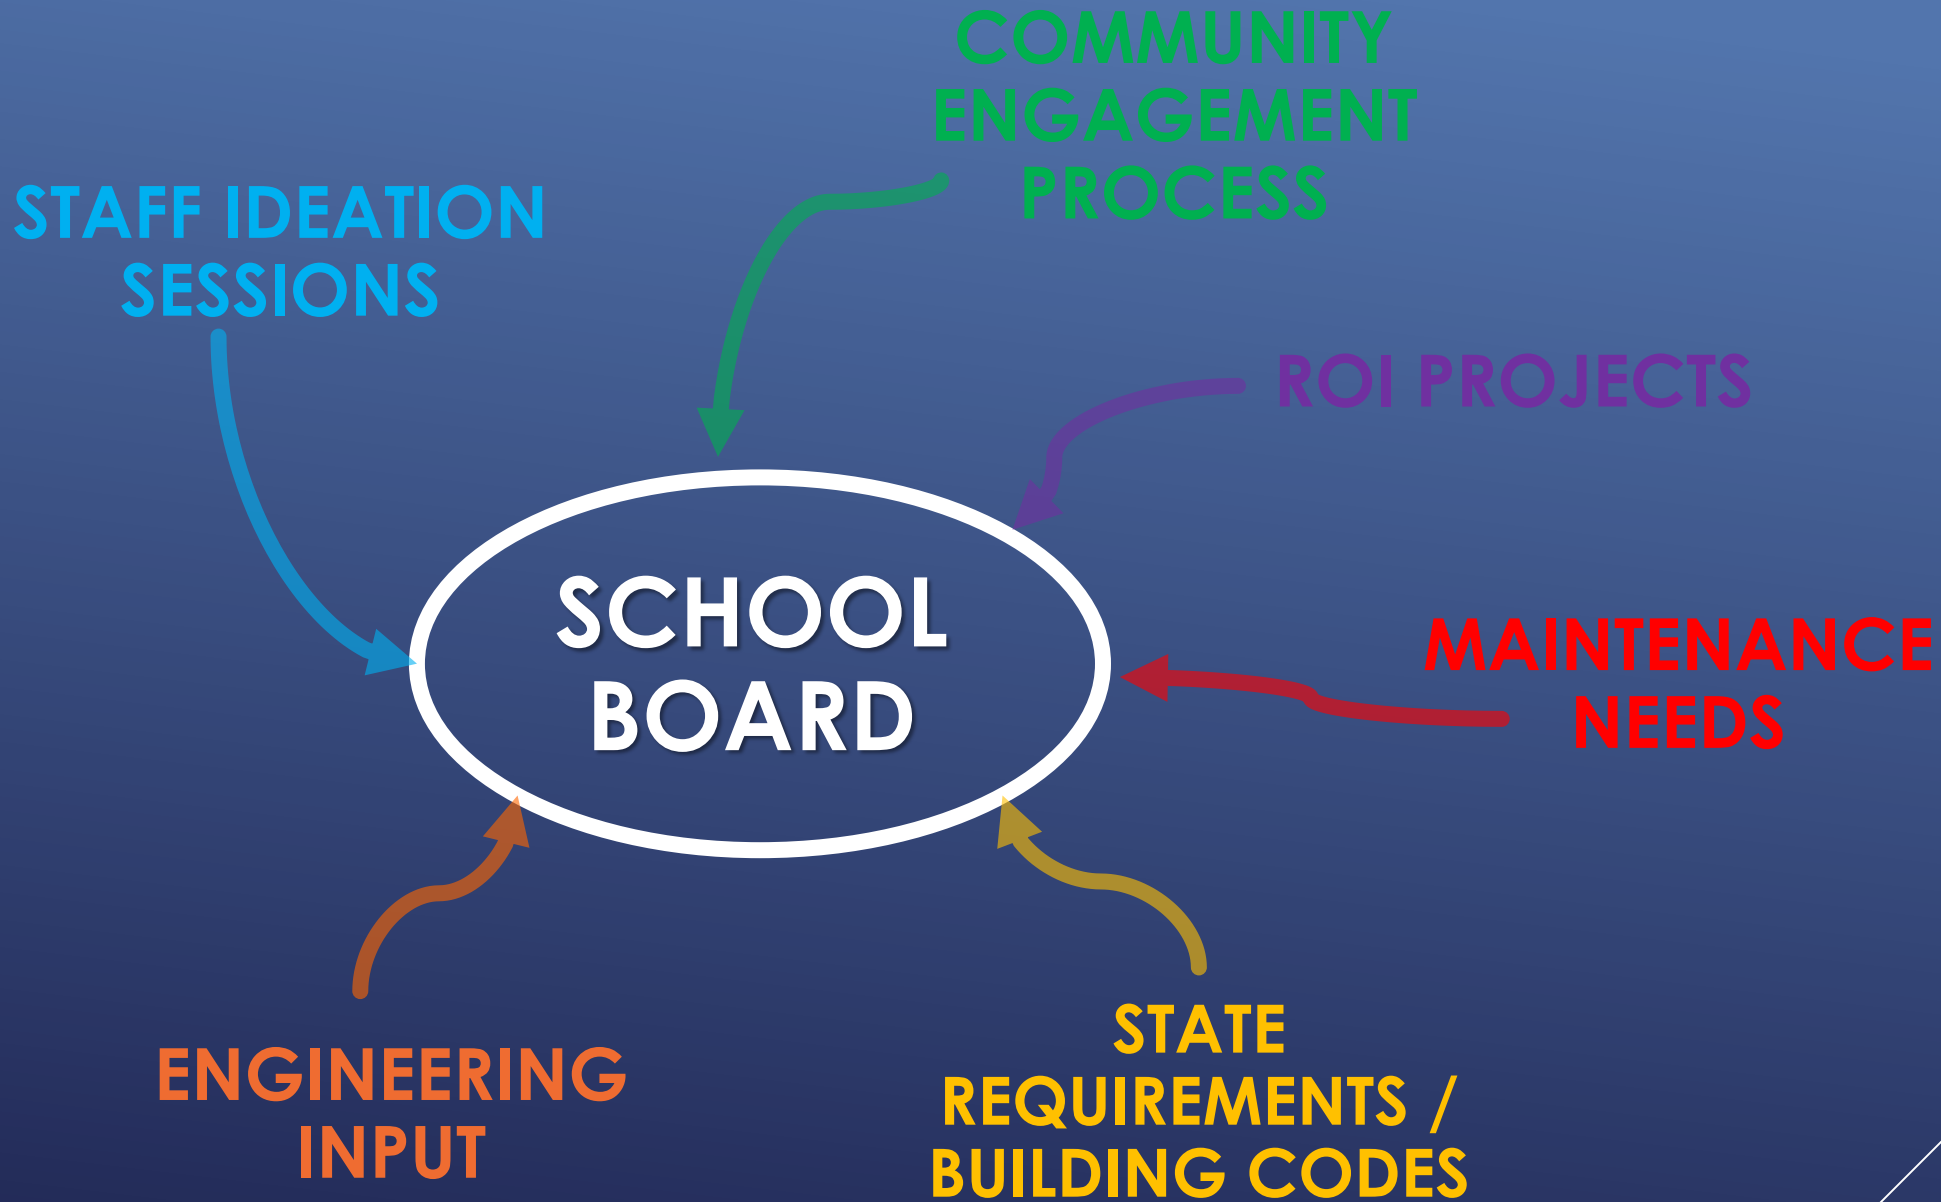 COMMUNITY
ENGAGEMENT
PROCESS
STAFF IDEATION
SESSIONS
ROI PROJECTS
SCHOOL
BOARD
MAINTENANCE
NEEDS
ENGINEERING
INPUT
STATE
REQUIREMENTS /
BUILDING CODES